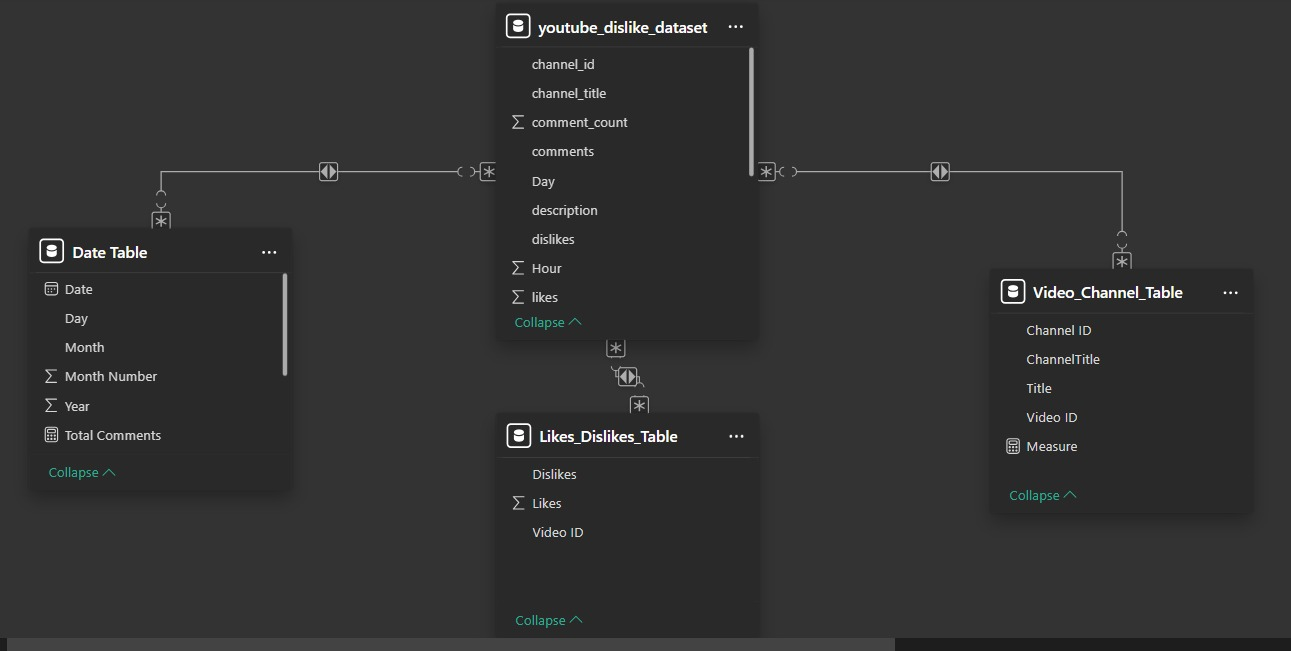 youtube_dislike_dataset
channel_id
channel_title
comment_count
comments
Day
description
dislikes
Hour
likes
Collapse
Date Table
Date
Day
Month
Month Number
Year
Total Comments
Collapse
Video_Channel_Table
Channel ID
ChannelTitle
Title
Video ID
Measure
Collapse
Likes_Dislikes_Table
Dislikes
Likes
Video ID
Collapse